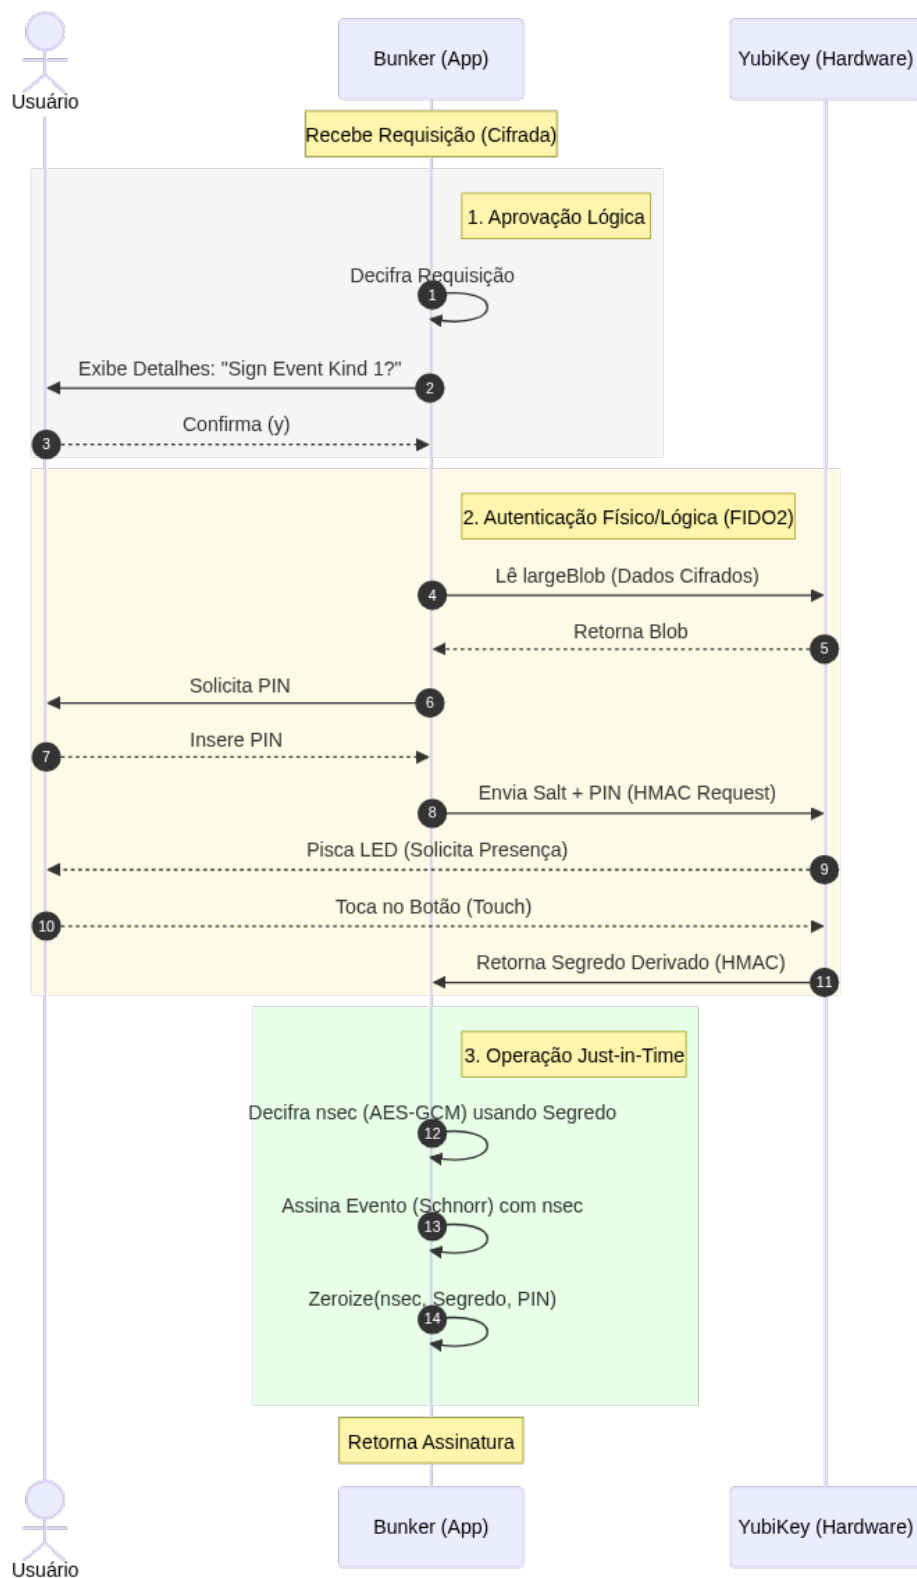 Usuário
Bunker (App)
YubiKey (Hardware)
Recebe Requisição (Cifrada)
1. Aprovação Lógica
Decifra Requisição
1
Exibe Detalhes: "Sign Event Kind 1?"
2
Confirma (y)
3
2. Autenticação Físico/Lógica (FIDO2)
Lê largeBlob (Dados Cifrados)
4
Retorna Blob
5
Solicita PIN
6
Insere PIN
7
Envia Salt + PIN (HMAC Request)
8
Pisca LED (Solicita Presença)
9
Toca no Botão (Touch)
10
Retorna Segredo Derivado (HMAC)
11
3. Operação Just-in-Time
Decifra nsec (AES-GCM) usando Segredo
12
Assina Evento (Schnorr) com nsec
13
Zeroize(nsec, Segredo, PIN)
14
Retorna Assinatura
Usuário
Bunker (App)
YubiKey (Hardware)